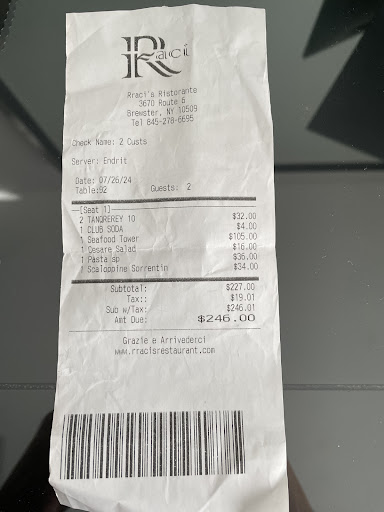 Rraci
Rraci's Ristorante
3670 Route 6
Brewster, NY 10509
Tel 845-278-6695
Check Name: 2 Custs
Server: Endrit
Date: 07/26/24
Table:92 Guests: 2
[Seat 1]
2 TANQREREY 10 $32.00
1 CLUB SODA $4.00
1 Seafood Tower $105.00
1 Cesare Salad $16.00
1 Pasta sp $36.00
1 Scaloppine Sorrentin $34.00
Subtotal: $227.00
Tax:: $19.01
Sub w/Tax: $246.01
Amt Due: $246.00
Grazie e Arrivederci
www.rracisrestaurant.com